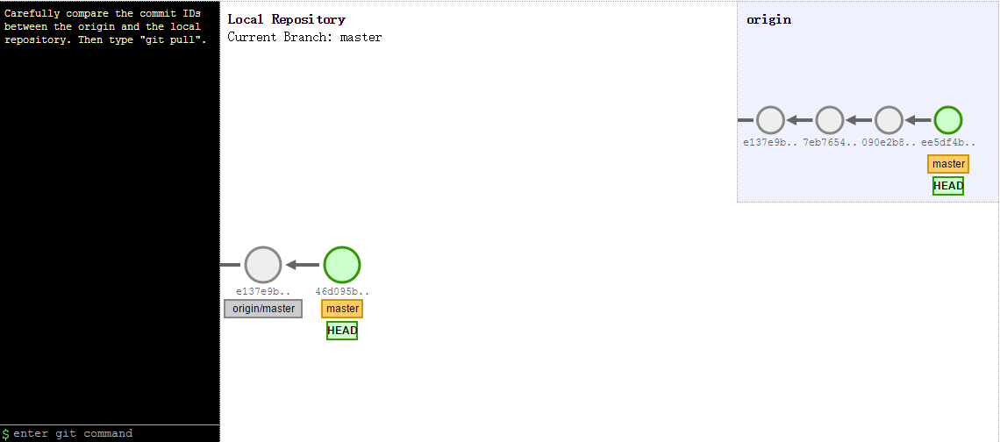 Carefully compare the commit IDs
between the origin and the local
repository. Then type "git pull".
$ enter git command
Local Repository
Current Branch: master
e137e9b..
origin/master
46d095b..
master
HEAD
origin
e137e9b.. 7eb7654.. 090e2b8.. ee5df4b..
master
HEAD